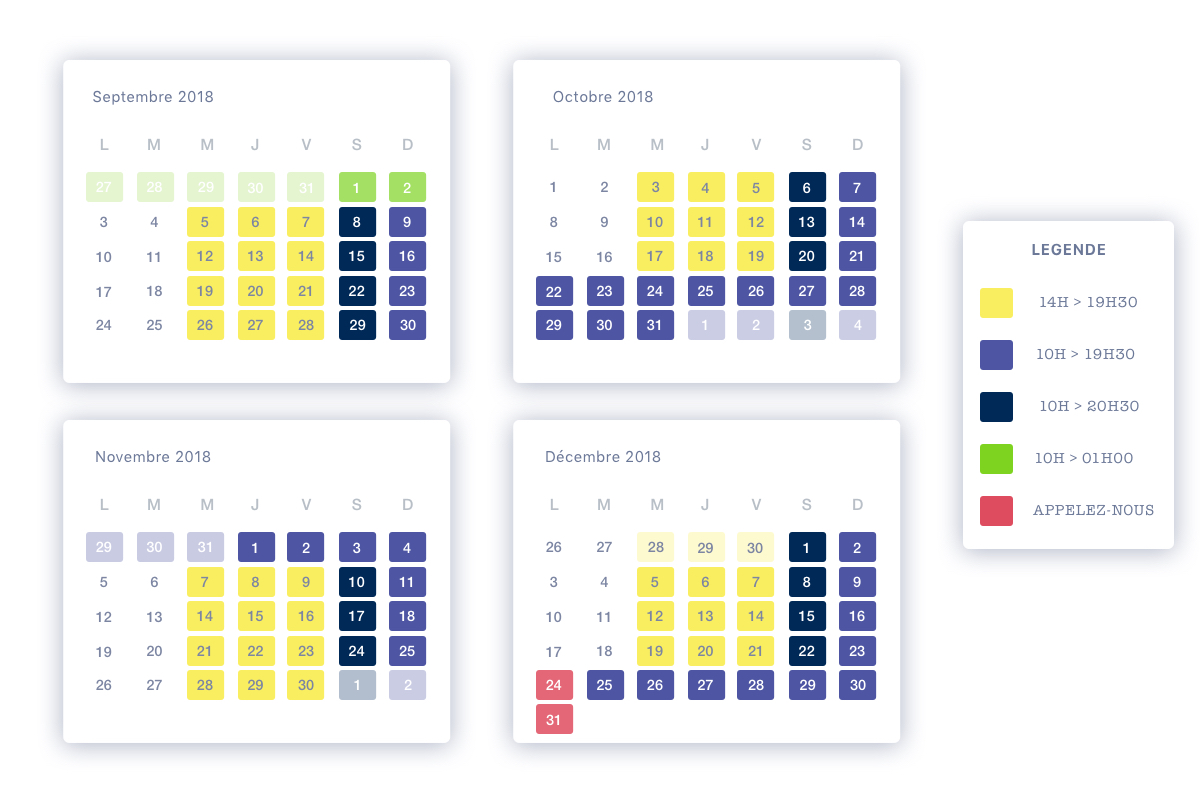 Septembre 2018
L M M J V S D
27 28 29 30 31 1 2
3 4 5 6 7 8 9
10 11 12 13 14 15 16
17 18 19 20 21 22 23
24 25 26 27 28 29 30
Octobre 2018
L M M J V S D
1 2 3 4 5 6 7
8 9 10 11 12 13 14
15 16 17 18 19 20 21
22 23 24 25 26 27 28
29 30 31 1 2 3 4
Novembre 2018
L M M J V S D
29 30 31 1 2 3 4
5 6 7 8 9 10 11
12 13 14 15 16 17 18
19 20 21 22 23 24 25
26 27 28 29 30 1 2
Décembre 2018
L M M J V S D
26 27 28 29 30 1 2
3 4 5 6 7 8 9
10 11 12 13 14 15 16
17 18 19 20 21 22 23
24 25 26 27 28 29 30
31
LEGENDE
14H > 19H30
10H > 19H30
10H > 20H30
10H > 01H00
APPELEZ-NOUS